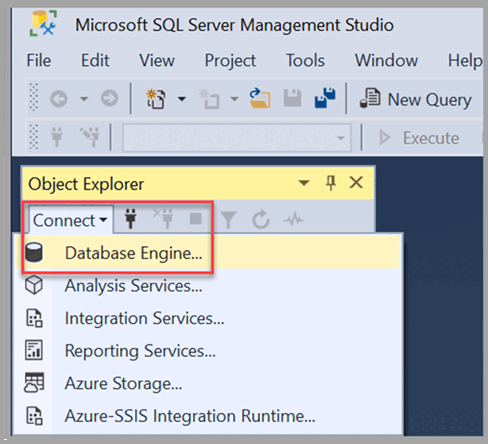 Microsoft SQL Server Management Studio
File Edit View Project Tools Window Help
New Query
Execute
Object Explorer
Connect
Database Engine...
Analysis Services...
Integration Services...
Reporting Services...
Azure Storage...
Azure-SSIS Integration Runtime...